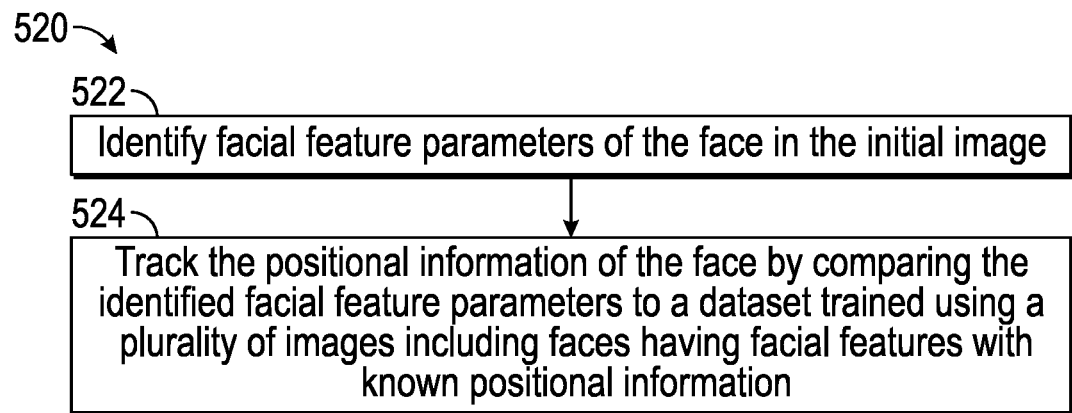 520
522
Identify facial feature parameters of the face in the initial image
524
Track the positional information of the face by comparing the
identified facial feature parameters to a dataset trained using a
plurality of images including faces having facial features with
known positional information